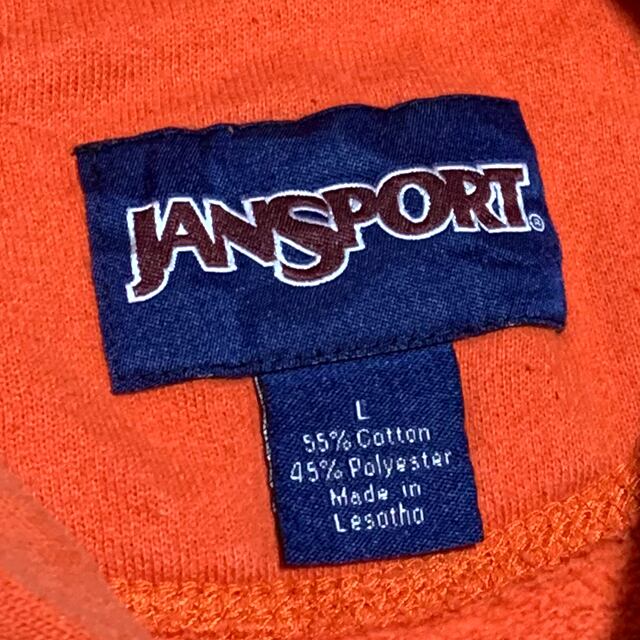 JANSPORT®
L
55% Cotton
45% Polyester
Made in
Lesotho